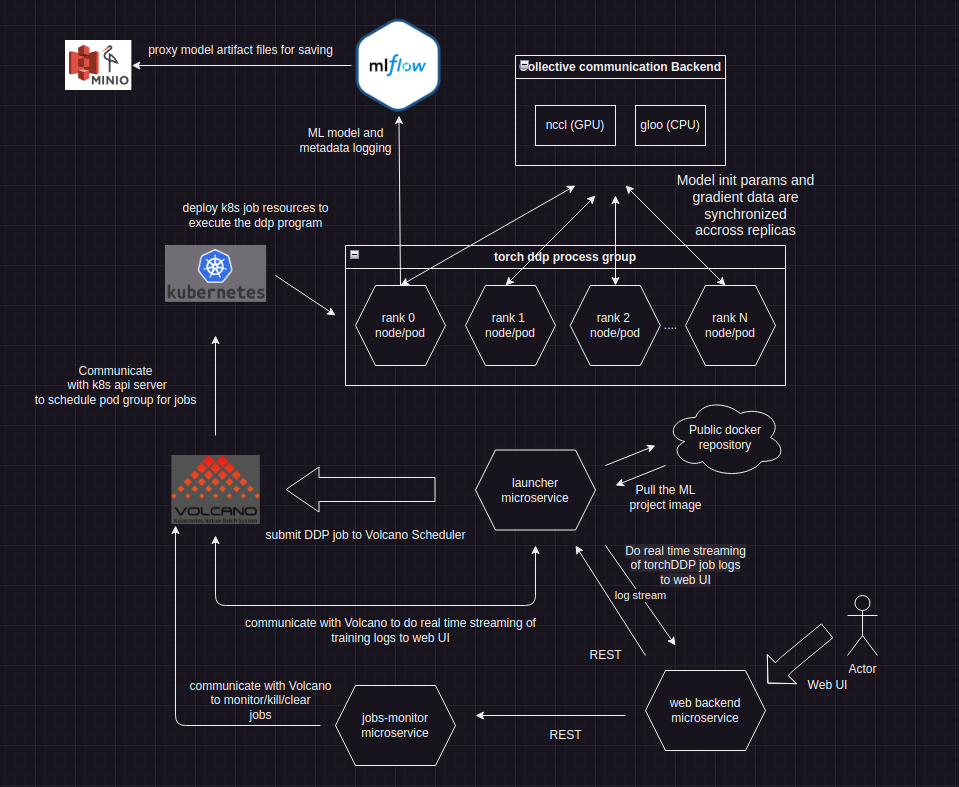 proxy model artifact files for saving
MINIO
mlflow
Collective communication Backend
nccl (GPU)
gloo (CPU)
ML model and
metadata logging
Model init params and
gradient data are
synchronized
accross replicas
deploy k8s job resources to
execute the ddp program
kubernetes
torch ddp process group
rank 0
node/pod
rank 1
node/pod
rank 2
node/pod
....
rank N
node/pod
Communicate
with k8s api server
to schedule pod group for jobs
Public docker
repository
launcher
microservice
Pull the ML
project image
VOLCANO
Kubernetes Native Batch System
submit DDP job to Volcano Scheduler
Do real time streaming
of torchDDP job logs
to web UI
log stream
communicate with Volcano to do real time streaming of
training logs to web UI
REST
Actor
Web UI
communicate with Volcano
to monitor/kill/clear
jobs
jobs-monitor
microservice
web backend
microservice
REST